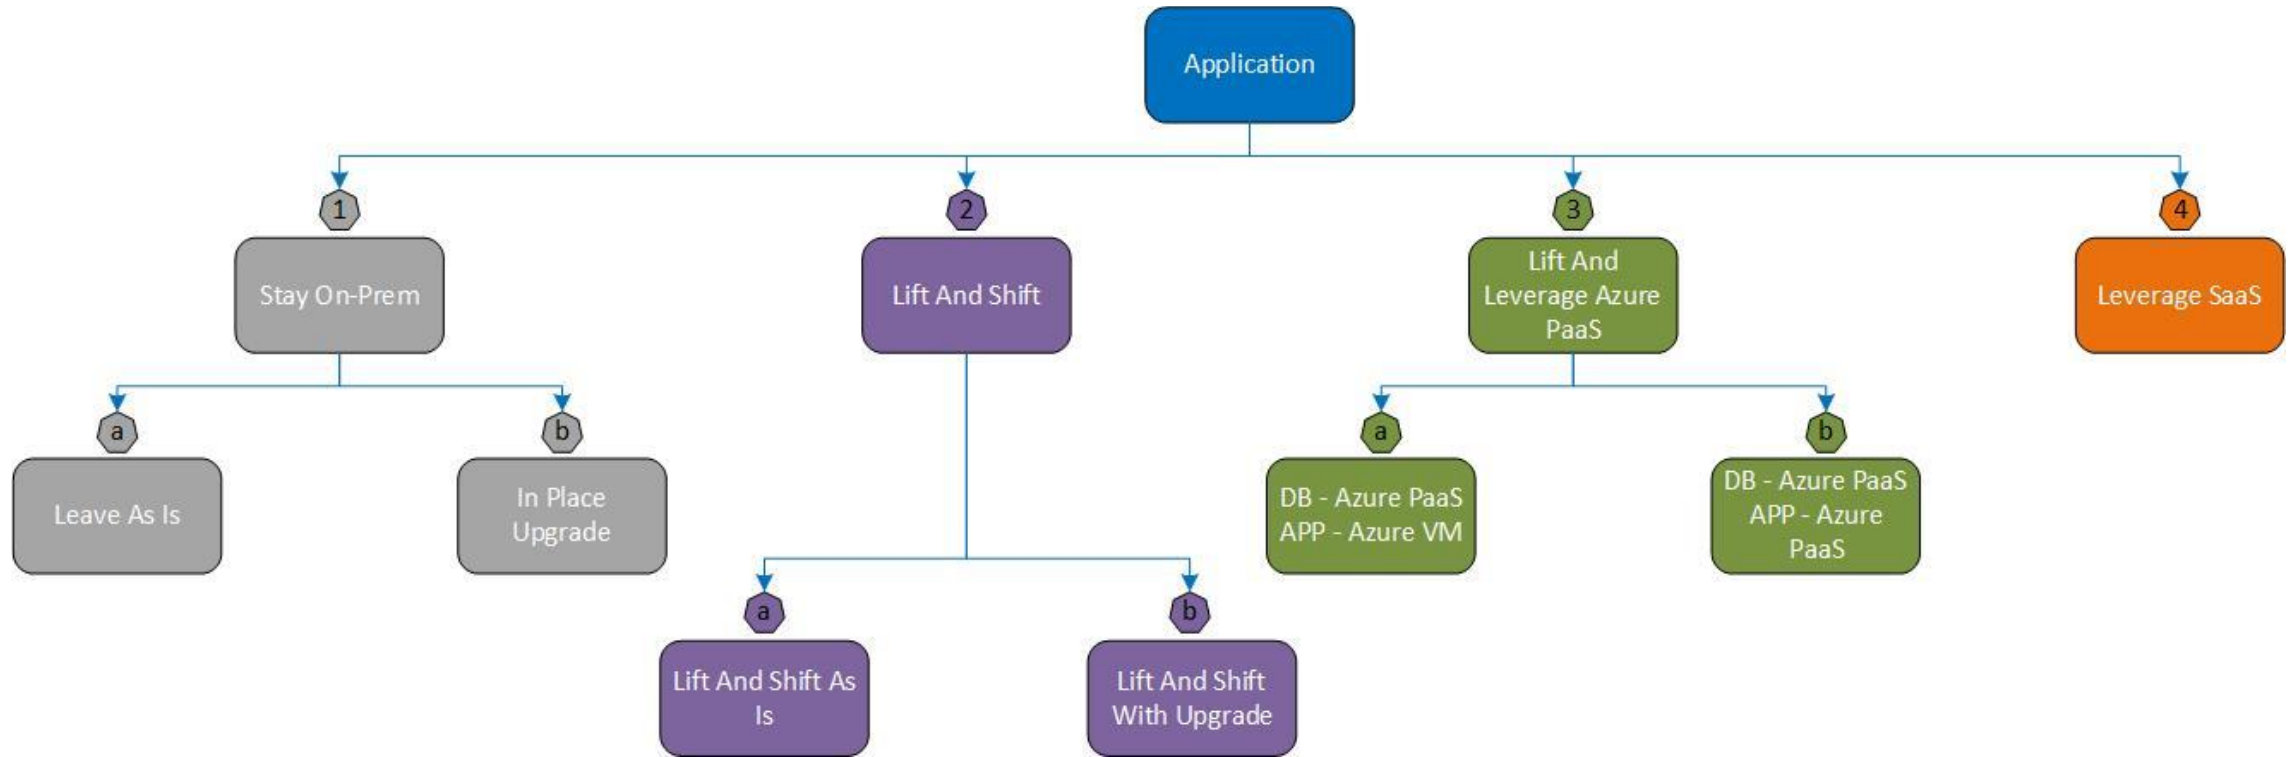 Application
1
2
3
4
Stay On-Prem
Lift And Shift
Lift And
Leverage Azure
PaaS
Leverage SaaS
a
b
a
b
Leave As Is
In Place
Upgrade
DB - Azure PaaS
APP - Azure VM
DB - Azure PaaS
APP - Azure
PaaS
a
b
Lift And Shift As
Is
Lift And Shift
With Upgrade